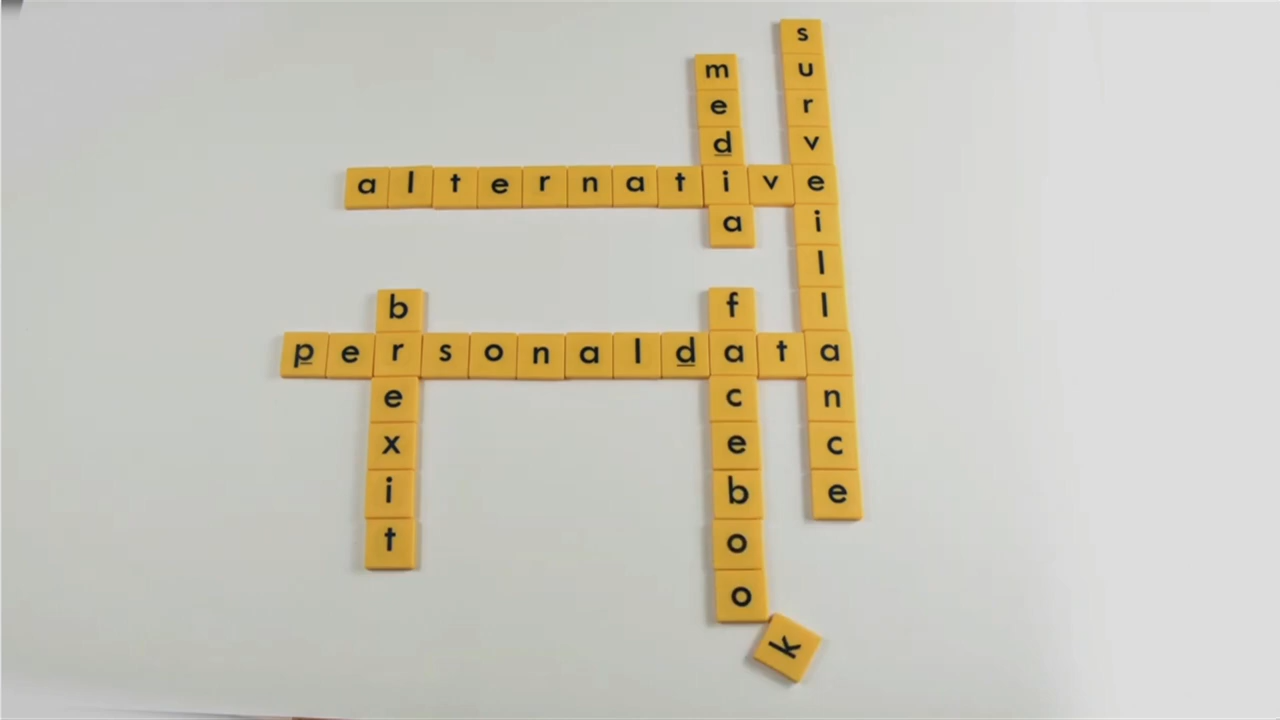 surveillance
media
alternative
brexit
facebook
personaldata